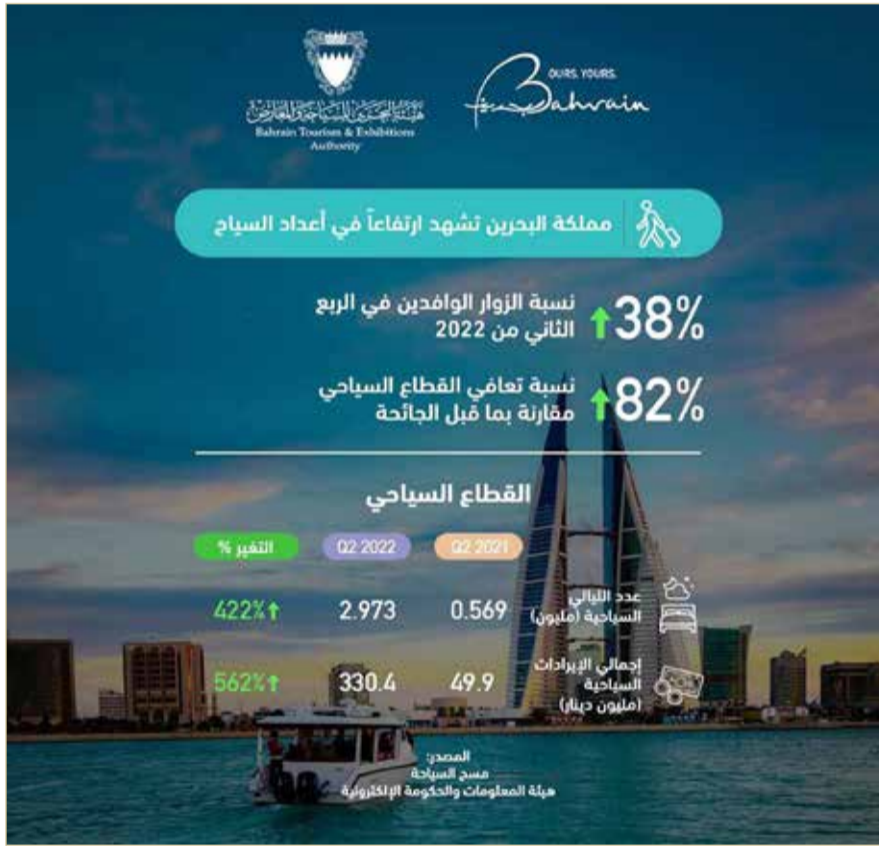 هيئة البحرين للسياحة والمعارض
Bahrain Tourism & Exhibitions
Authority
OURS. YOURS.
Bahrain
مملكة البحرين تشهد ارتفاعاً في أعداد السياح
38% نسبة الزوار الوافدين في الربع
الثاني من 2022
82% نسبة تعافي القطاع السياحي
مقارنة بما قبل الجائحة
القطاع السياحي
Q2 2021 Q2 2022 التغير %
عدد الليالي
السياحية (مليون) 0.569 2.973 422%
إجمالي الإيرادات
السياحية 49.9 330.4 562%
(مليون دينار)
المصدر:
مسح السياحة
هيئة المعلومات والحكومة الإلكترونية